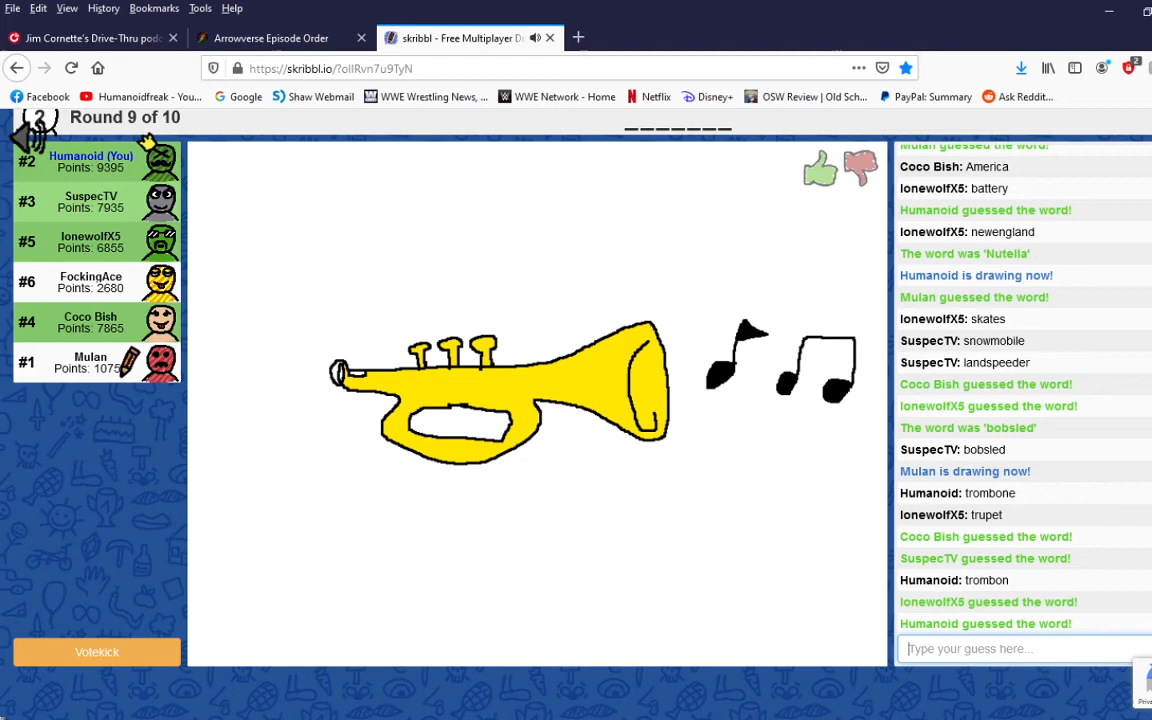 File Edit View History Bookmarks Tools Help
Jim Cornette's Drive-Thru pod
Arrowverse Episode Order
skribbl - Free Multiplayer D
https://skribbl.io/?olIRvn7u9TyN
2
Facebook
Humanoidfreak - You...
Google
Shaw Webmail
WWE Wrestling News, ...
WWE Network - Home
Netflix
Disney+
OSW Review | Old Sch...
PayPal: Summary
Ask Reddit...
2
Round 9 of 10
_______
#2 Humanoid (You)
Points: 9395
#3 SuspecTV
Points: 7935
#5 lonewolfX5
Points: 6855
#6 FockingAce
Points: 2680
#4 Coco Bish
Points: 7865
#1 Mulan
Points: 1075
Votekick
Mulan guessed the word!
Coco Bish: America
lonewolfX5: battery
Humanoid guessed the word!
lonewolfX5: newengland
The word was 'Nutella'
Humanoid is drawing now!
Mulan guessed the word!
lonewolfX5: skates
SuspecTV: snowmobile
SuspecTV: landspeeder
Coco Bish guessed the word!
lonewolfX5 guessed the word!
The word was 'bobsled'
SuspecTV: bobsled
Mulan is drawing now!
Humanoid: trombone
lonewolfX5: trupet
Coco Bish guessed the word!
SuspecTV guessed the word!
Humanoid: trombon
lonewolfX5 guessed the word!
Humanoid guessed the word!
Type your guess here...